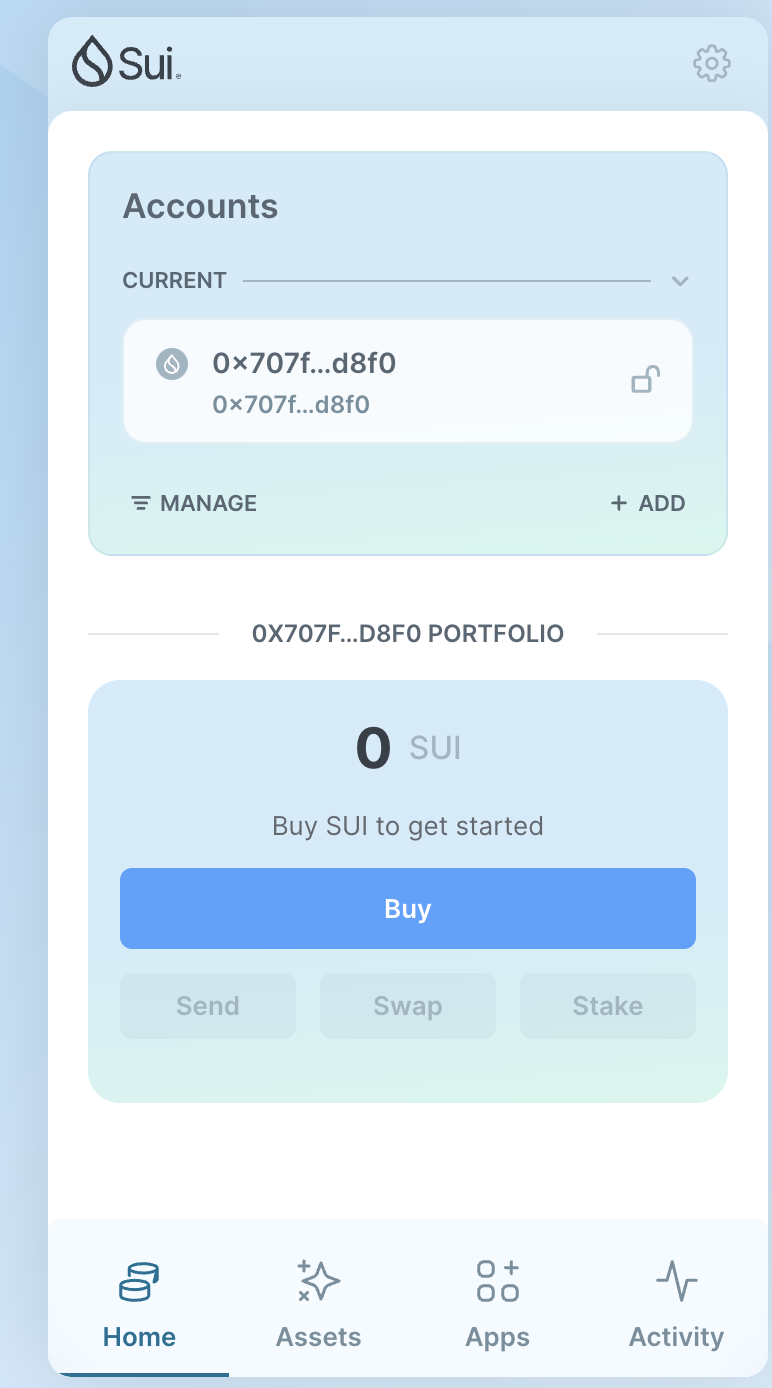 Sui
Accounts
CURRENT
0×707f...d8f0
0×707f...d8f0
MANAGE
+ ADD
0X707F...D8F0 PORTFOLIO
0 SUI
Buy SUI to get started
Buy
Send Swap Stake
Home Assets Apps Activity